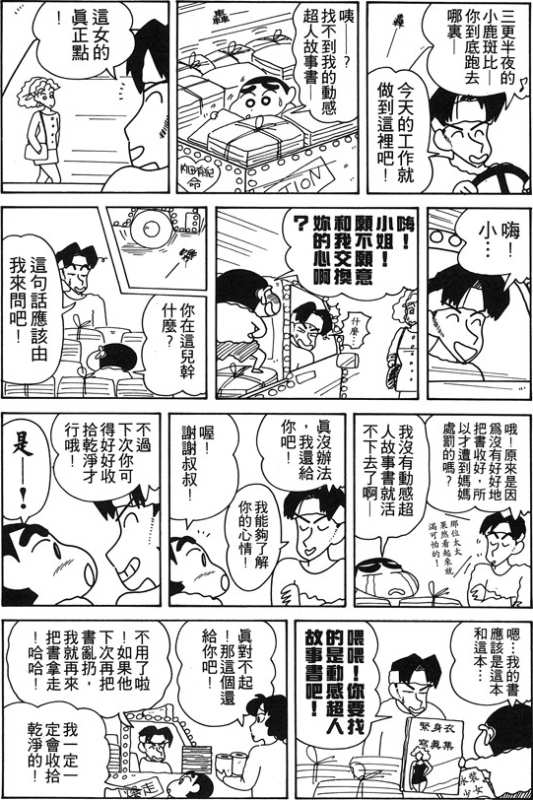 三更半夜的
小鹿斑比—
你到底跑去
哪裏—
今天的工作就
做到這裡吧!
咦——?
找不到我的動感
超人故事書—
ACTION
命
這女的
真正點
嗨!
小…
嗨!
小姐!
願不願意
和我交換
妳的心啊
?
什麼…
你在這兒幹
什麼?
這句話應該由
我來問吧!
哦!原來是因
為沒有好好地
把書收好,所
以才遭到媽媽
處罰的嗎?
那位太太
果然看起來就
滿可怕的!
我沒有動感超
人故事書就活
不下去了啊—
真沒辦法
,我還給
你吧!
我能夠了解
你的心情!
喔!
謝謝叔叔!
不過
下次你可
得好好收
拾乾淨才
行哦!
是——!
嗯…我的書
應該是這本
和這本…
緊身衣
寫真集
泳裝
少女
喂喂!你要找
的是動感超人
故事書吧!
真對不起
!那這個還
給你吧!
不用了啦
!如果他
下次再把
書亂扔,
我就再來
把書拿走
!哈哈!
我一定一
定會收拾
乾淨的!